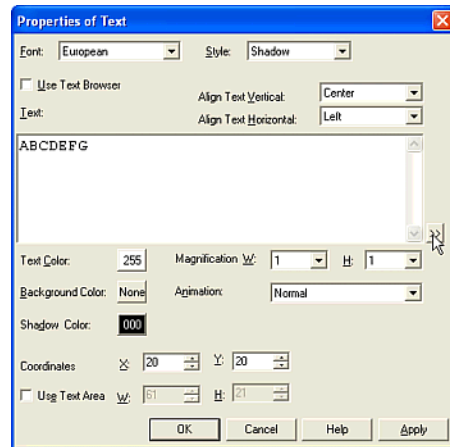 Properties of Text
Font: European Style: Shadow
Use Text Browser
Align Text Vertical: Center
Text: Align Text Horizontal: Left
ABCDEFG
>>
Text Color: 255 Magnification W: 1 H: 1
Background Color: None Animation: Normal
Shadow Color: 000
Coordinates X: 20 Y: 20
Use Text Area W: 61 H: 21
OK Cancel Help Apply